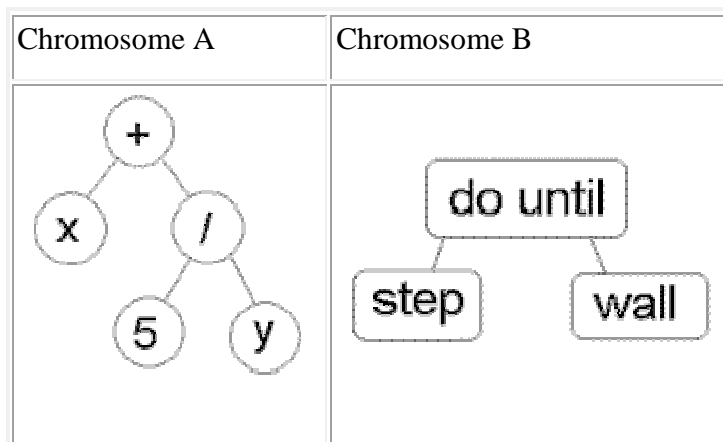 Chromosome A
Chromosome B
+
x
/
5
y
do until
step
wall